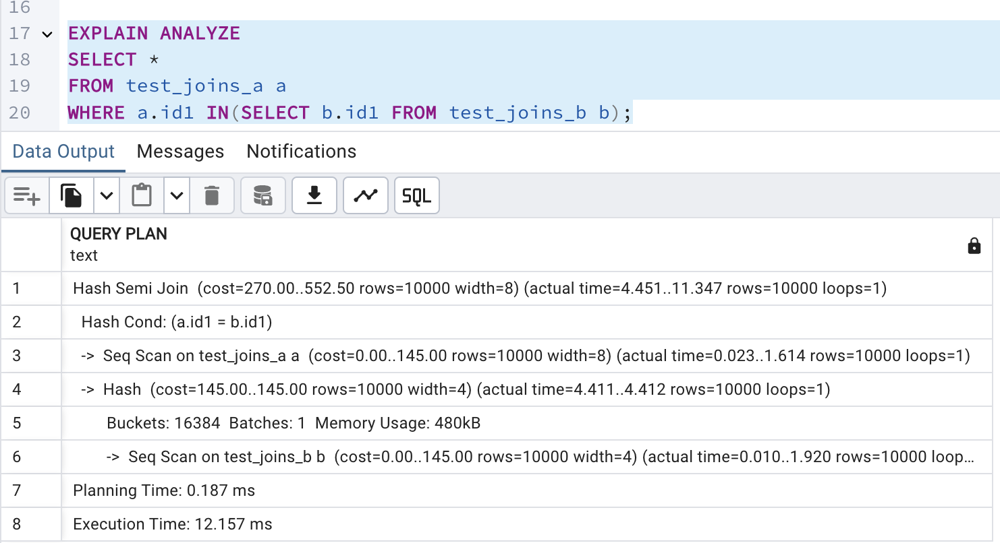 16
17 EXPLAIN ANALYZE
18 SELECT *
19 FROM test_joins_a a
20 WHERE a.id1 IN(SELECT b.id1 FROM test_joins_b b);
Data Output Messages Notifications
SQL
QUERY PLAN
text
1 Hash Semi Join (cost=270.00..552.50 rows=10000 width=8) (actual time=4.451..11.347 rows=10000 loops=1)
2 Hash Cond: (a.id1 = b.id1)
3 -> Seq Scan on test_joins_a a (cost=0.00..145.00 rows=10000 width=8) (actual time=0.023..1.614 rows=10000 loops=1)
4 -> Hash (cost=145.00..145.00 rows=10000 width=4) (actual time=4.411..4.412 rows=10000 loops=1)
5 Buckets: 16384 Batches: 1 Memory Usage: 480kB
6 -> Seq Scan on test_joins_b b (cost=0.00..145.00 rows=10000 width=4) (actual time=0.010..1.920 rows=10000 loop...
7 Planning Time: 0.187 ms
8 Execution Time: 12.157 ms